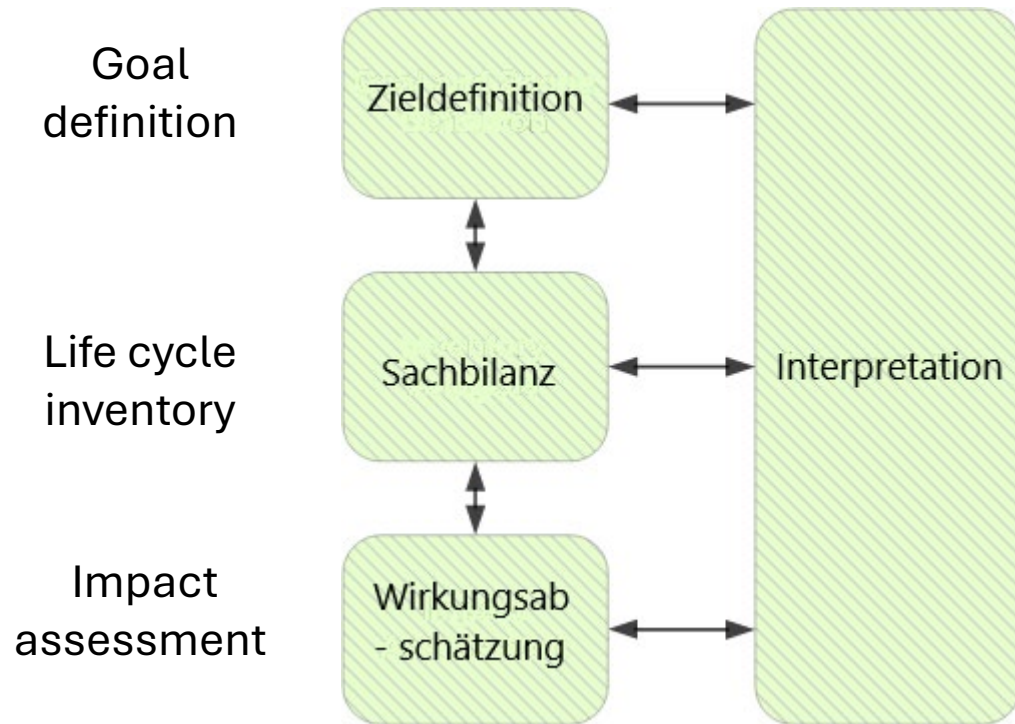 Goal
definition
Zieldefinition
Life cycle
inventory
Sachbilanz
Interpretation
Impact
assessment
Wirkungsab
- schätzung